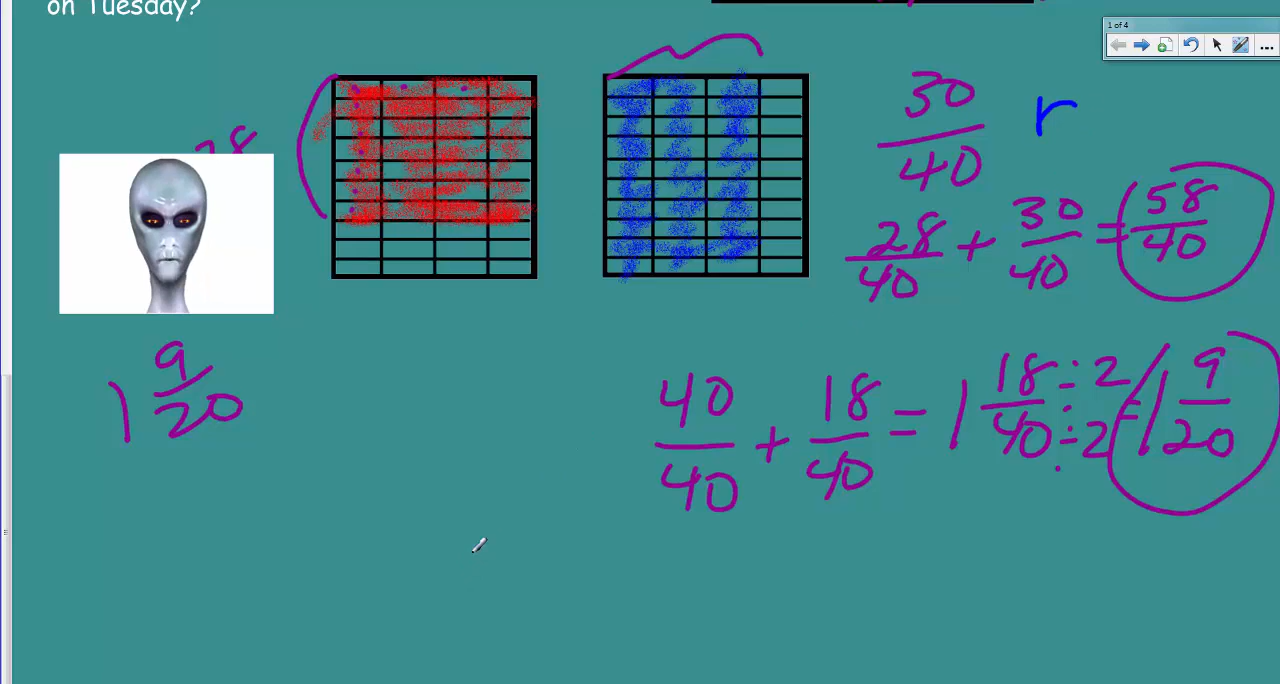 on Tuesday?
1 of 4
28
30/40 r
28/40 + 30/40 = 58/40
1 9/20
40/40 + 18/40 = 1 18/40 ÷ 2/÷ 2 = 1 9/20